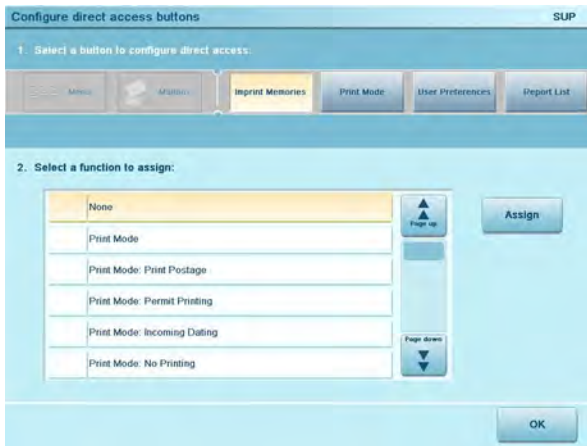 Configure direct access buttons SUP
1. Select a button to configure direct access:
Menu Imprint Memories Print Mode User Preferences Report List
2. Select a function to assign:
None
Page up
Assign
Print Mode
Print Mode: Print Postage
Print Mode: Permit Printing
Print Mode: Incoming Dating
Page down
Print Mode: No Printing
OK